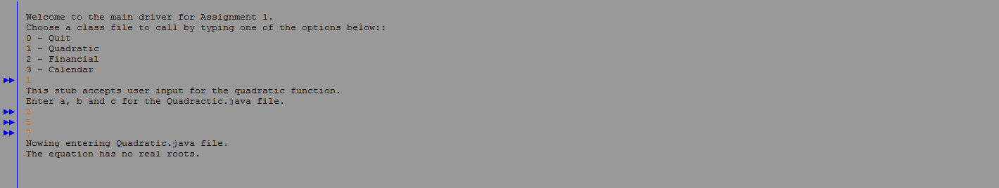 Welcome to the main driver for Assignment 1.
Choose a class file to call by typing one of the options below::
0 - Quit
1 - Quadratic
2 - Financial
3 - Calendar
1
This stub accepts user input for the quadratic function.
Enter a, b and c for the Quadractic.java file.
2
5
7
Nowing entering Quadratic.java file.
The equation has no real roots.